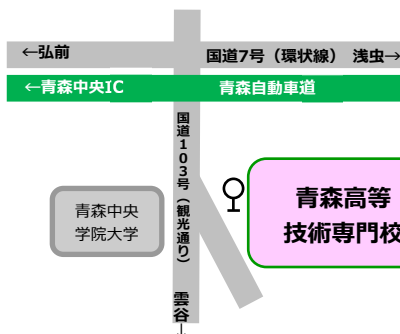 ←弘前
国道7号（環状線） 浅虫→
←青森中央IC
青森自動車道
国道103号（観光通り）
青森高等
技術専門校
青森中央
学院大学
雲谷
↓